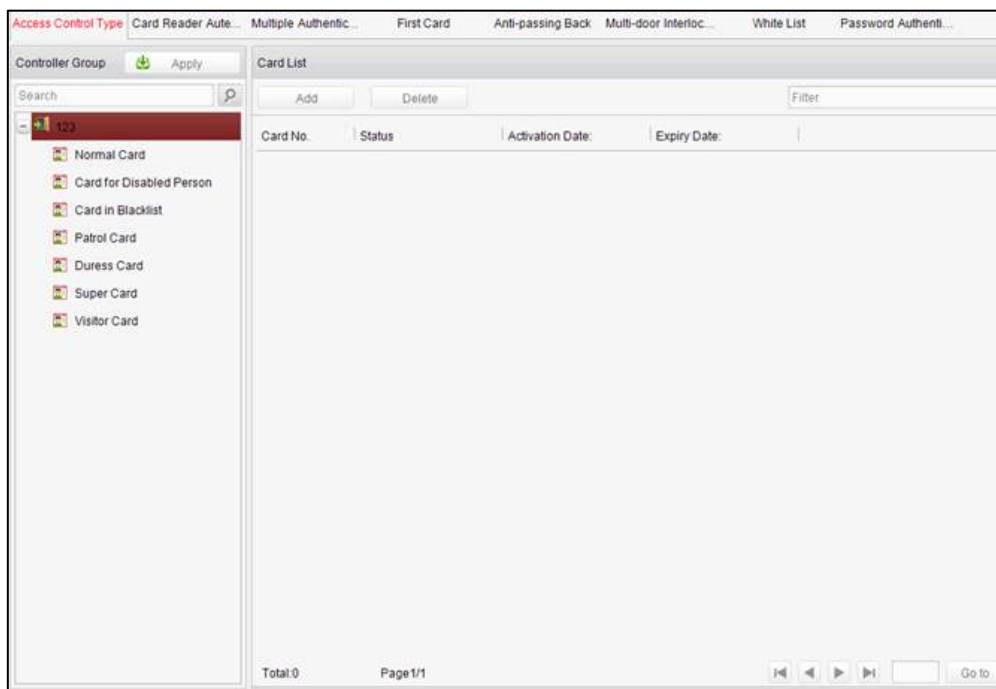 Access Control Type Card Reader Aute... Multiple Authentic... First Card Anti-passing Back Multi-door Interloc... White List Password Authenti...
Controller Group Apply Card List
Search Add Delete Filter
123 Card No. Status Activation Date: Expiry Date:
Normal Card
Card for Disabled Person
Card in Blacklist
Patrol Card
Duress Card
Super Card
Visitor Card
Total:0 Page1/1 Go to